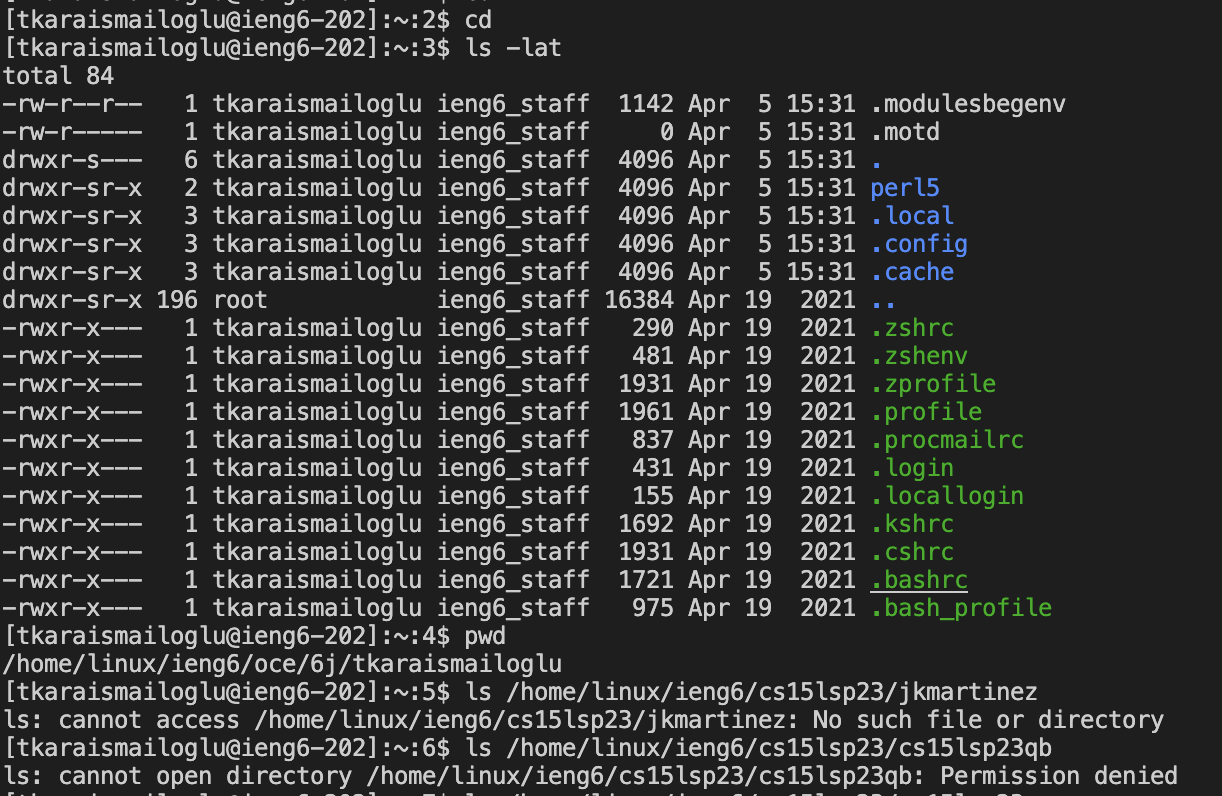 [tkaraismailoglu@ieng6-202]:~:2$ cd
[tkaraismailoglu@ieng6-202]:~:3$ ls -lat
total 84
-rw-r--r--   1 tkaraismailoglu ieng6_staff  1142 Apr  5 15:31 .modulesbegenv
-rw-r-----   1 tkaraismailoglu ieng6_staff     0 Apr  5 15:31 .motd
drwxr-s---   6 tkaraismailoglu ieng6_staff  4096 Apr  5 15:31 .
drwxr-sr-x   2 tkaraismailoglu ieng6_staff  4096 Apr  5 15:31 perl5
drwxr-sr-x   3 tkaraismailoglu ieng6_staff  4096 Apr  5 15:31 .local
drwxr-sr-x   3 tkaraismailoglu ieng6_staff  4096 Apr  5 15:31 .config
drwxr-sr-x   3 tkaraismailoglu ieng6_staff  4096 Apr  5 15:31 .cache
drwxr-sr-x 196 root            ieng6_staff 16384 Apr 19  2021 ..
-rwxr-x---   1 tkaraismailoglu ieng6_staff   290 Apr 19  2021 .zshrc
-rwxr-x---   1 tkaraismailoglu ieng6_staff   481 Apr 19  2021 .zshenv
-rwxr-x---   1 tkaraismailoglu ieng6_staff  1931 Apr 19  2021 .zprofile
-rwxr-x---   1 tkaraismailoglu ieng6_staff  1961 Apr 19  2021 .profile
-rwxr-x---   1 tkaraismailoglu ieng6_staff   837 Apr 19  2021 .procmailrc
-rwxr-x---   1 tkaraismailoglu ieng6_staff   431 Apr 19  2021 .login
-rwxr-x---   1 tkaraismailoglu ieng6_staff   155 Apr 19  2021 .locallogin
-rwxr-x---   1 tkaraismailoglu ieng6_staff  1692 Apr 19  2021 .kshrc
-rwxr-x---   1 tkaraismailoglu ieng6_staff  1931 Apr 19  2021 .cshrc
-rwxr-x---   1 tkaraismailoglu ieng6_staff  1721 Apr 19  2021 .bashrc
-rwxr-x---   1 tkaraismailoglu ieng6_staff   975 Apr 19  2021 .bash_profile
[tkaraismailoglu@ieng6-202]:~:4$ pwd
/home/linux/ieng6/oce/6j/tkaraismailoglu
[tkaraismailoglu@ieng6-202]:~:5$ ls /home/linux/ieng6/cs15lsp23/jkmartinez
ls: cannot access /home/linux/ieng6/cs15lsp23/jkmartinez: No such file or directory
[tkaraismailoglu@ieng6-202]:~:6$ ls /home/linux/ieng6/cs15lsp23/cs15lsp23qb
ls: cannot open directory /home/linux/ieng6/cs15lsp23/cs15lsp23qb: Permission denied